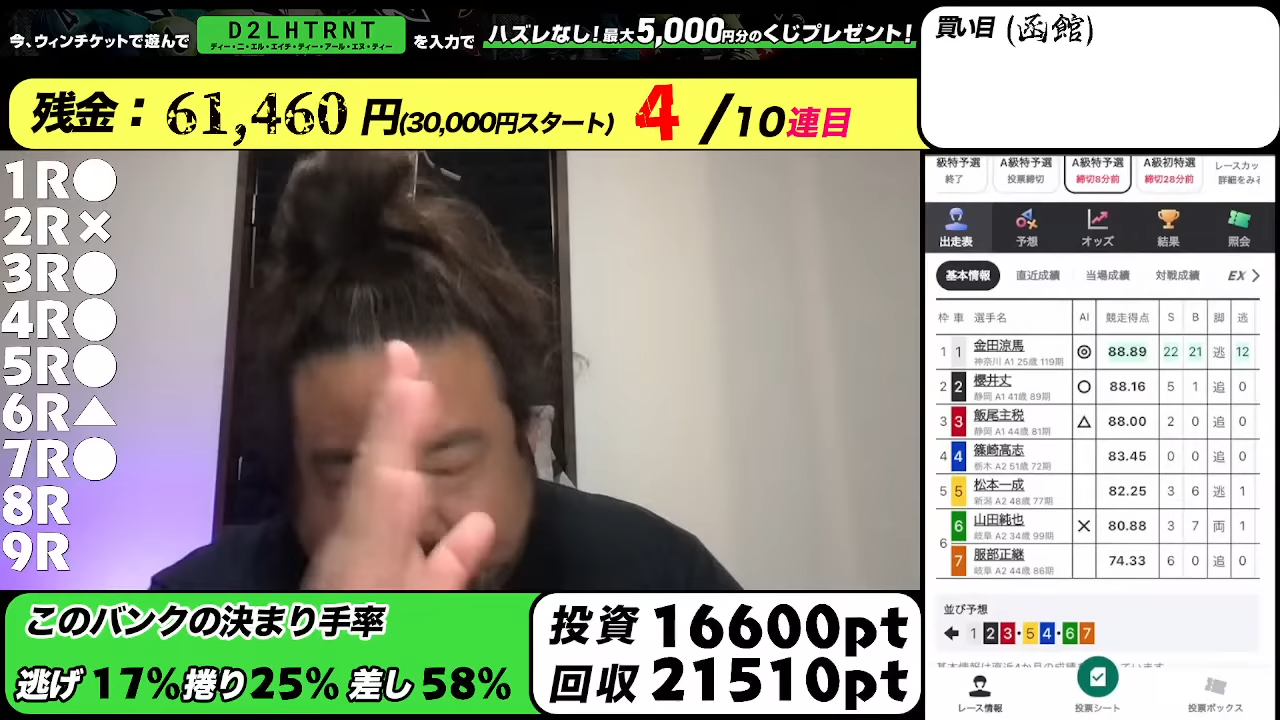 今、ウィンチケットで遊んで D2LHTRNT を入力で ハズレなし！最大5,000円分のくじプレゼント！
ディー・ニ・エル・エイチ・ティー・アール・エヌ・ティー
残金：61,460円(30,000円スタート) 4/10連目
1R●
2R×
3R●
4R●
5R●
6R▲
7R●
8R
9R
このバンクの決まり手率
逃げ 17% 捲り 25% 差し 58%
投資 16600pt
回収 21510pt
買い目 (函館)
級特予選 A級特予選 A級特予選 A級初特選 レースカッ
終了 投票締切 締切8分前 締切28分前 詳細をみ
出走表 予想 オッズ 結果 照会
基本情報 直近成績 当場成績 対戦成績 EX
枠 車 選手名 AI 競走得点 S B 脚 逃
1 1 金田涼馬 ◎ 88.89 22 21 逃 12
神奈川 A1 25歳 119期
2 2 櫻井丈 ○ 88.16 5 1 追 0
静岡 A1 41歳 89期
3 3 飯尾主税 △ 88.00 2 0 追 0
静岡 A1 44歳 81期
4 4 篠崎高志 83.45 0 0 追 0
栃木 A2 51歳 72期
5 5 松本一成 82.25 3 6 逃 1
新潟 A2 48歳 77期
6 6 山田純也 × 80.88 3 7 両 1
岐阜 A2 34歳 99期
7 服部正継 74.33 6 0 追 0
岐阜 A2 44歳 86期
並び予想
← 1 2 3・5 4・6 7
レース情報 投票シート 投票ボックス